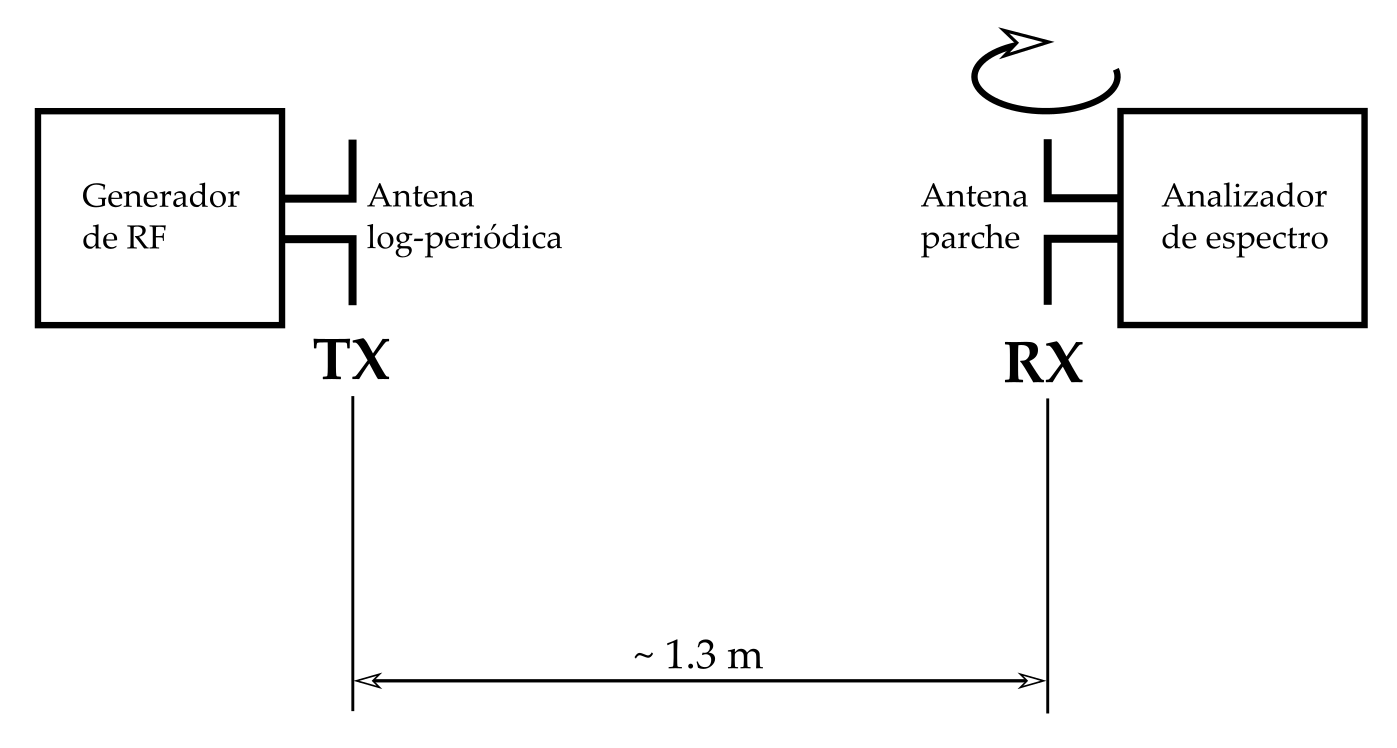 Generador
de RF
Antena
log-periódica
TX
Antena
parche
RX
Analizador
de espectro
~ 1.3 m